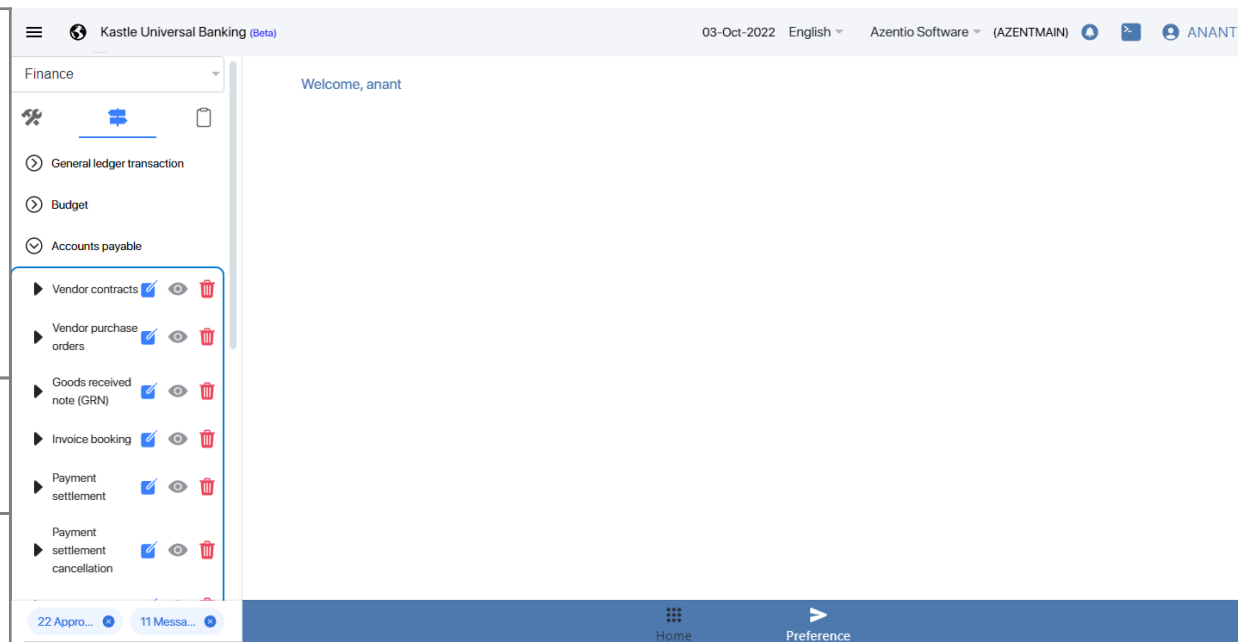 Kastle Universal Banking (Beta)
03-Oct-2022 English Azentio Software (AZENTMAIN) ANANT
Finance
Welcome, anant
General ledger transaction
Budget
Accounts payable
Vendor contracts
Vendor purchase
orders
Goods received
note (GRN)
Invoice booking
Payment
settlement
Payment
settlement
cancellation
22 Appro... 11 Messa...
Home Preference